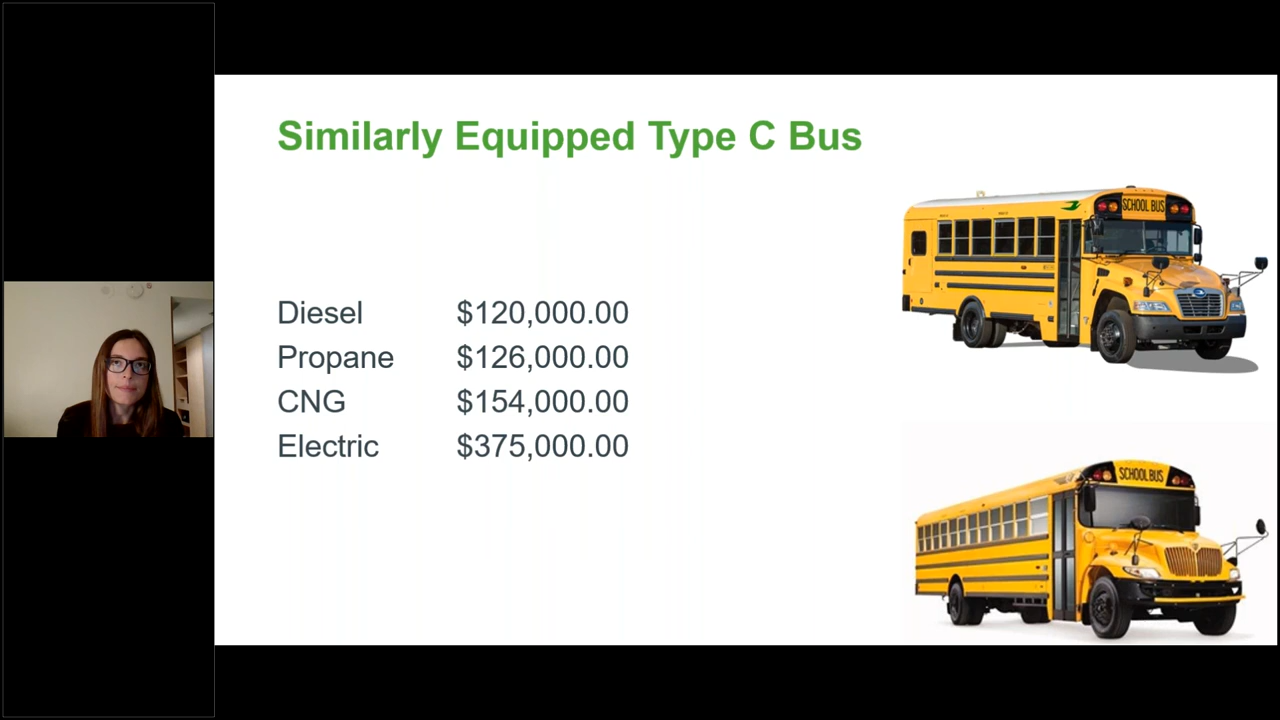 Similarly Equipped Type C Bus
SCHOOL BUS
Diesel $120,000.00
Propane $126,000.00
CNG $154,000.00
Electric $375,000.00
SCHOOL BUS